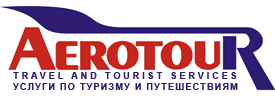 AEROTOUR
TRAVEL AND TOURIST SERVICES
УСЛУГИ ПО ТУРИЗМУ И ПУТЕШЕСТВИЯМ